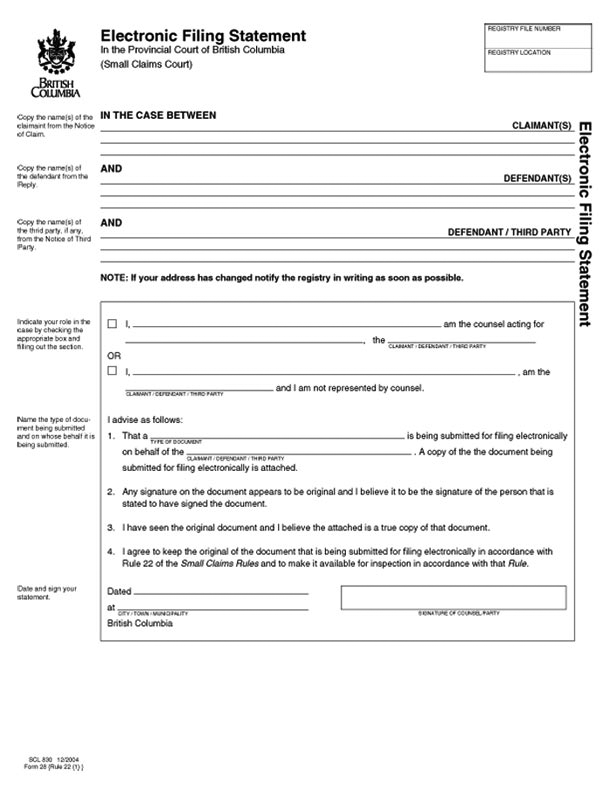 Electronic Filing Statement
In the Provincial Court of British Columbia
(Small Claims Court)
REGISTRY FILE NUMBER
REGISTRY LOCATION
BRITISH
COLUMBIA
Copy the name(s) of the
claimaint from the Notice
of Claim.
IN THE CASE BETWEEN
CLAIMANT(S)
Copy the name(s) of
the defendant from the
Reply.
AND
DEFENDANT(S)
Copy the name(s) of
the third party, if any,
from the Notice of Third
Party.
AND
DEFENDANT / THIRD PARTY
Electronic Filing Statement
NOTE: If your address has changed notify the registry in writing as soon as possible.
Indicate your role in the
case by checking the
appropriate box and
filling out the section.
I, am the counsel acting for
, the
CLAIMANT / DEFENDANT / THIRD PARTY
OR
I, , am the
and I am not represented by counsel.
CLAIMANT / DEFENDANT / THIRD PARTY
Name the type of docu-
ment being submitted
and on whose behalf it is
being submitted.
I advise as follows:
1. That a is being submitted for filing electronically
TYPE OF DOCUMENT
on behalf of the . A copy of the the document being
CLAIMANT / DEFENDANT / THIRD PARTY
submitted for filing electronically is attached.
2. Any signature on the document appears to be original and I believe it to be the signature of the person that is
stated to have signed the document.
3. I have seen the original document and I believe the attached is a true copy of that document.
4. I agree to keep the original of the document that is being submitted for filing electronically in accordance with
Rule 22 of the Small Claims Rules and to make it available for inspection in accordance with that Rule.
Date and sign your
statement.
Dated
at
CITY / TOWN / MUNICIPALITY
British Columbia
SIGNATURE OF COUNSEL/PARTY
SCL 830 12/2004
Form 28 {Rule 22 (1) }